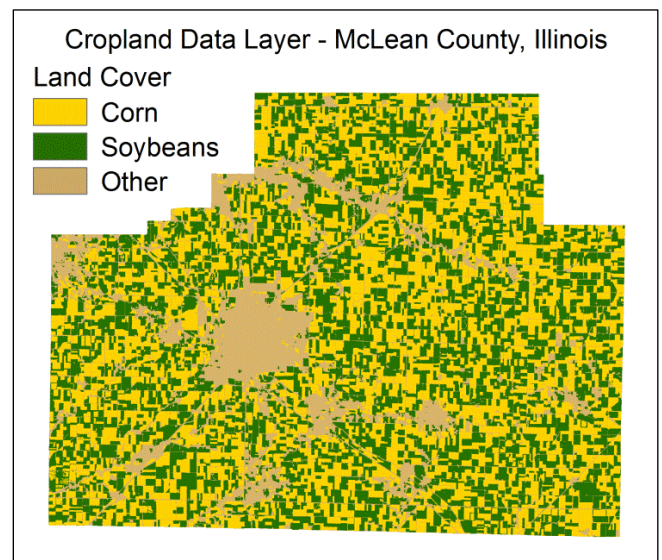 Cropland Data Layer - McLean County, Illinois
Land Cover
Corn
Soybeans
Other